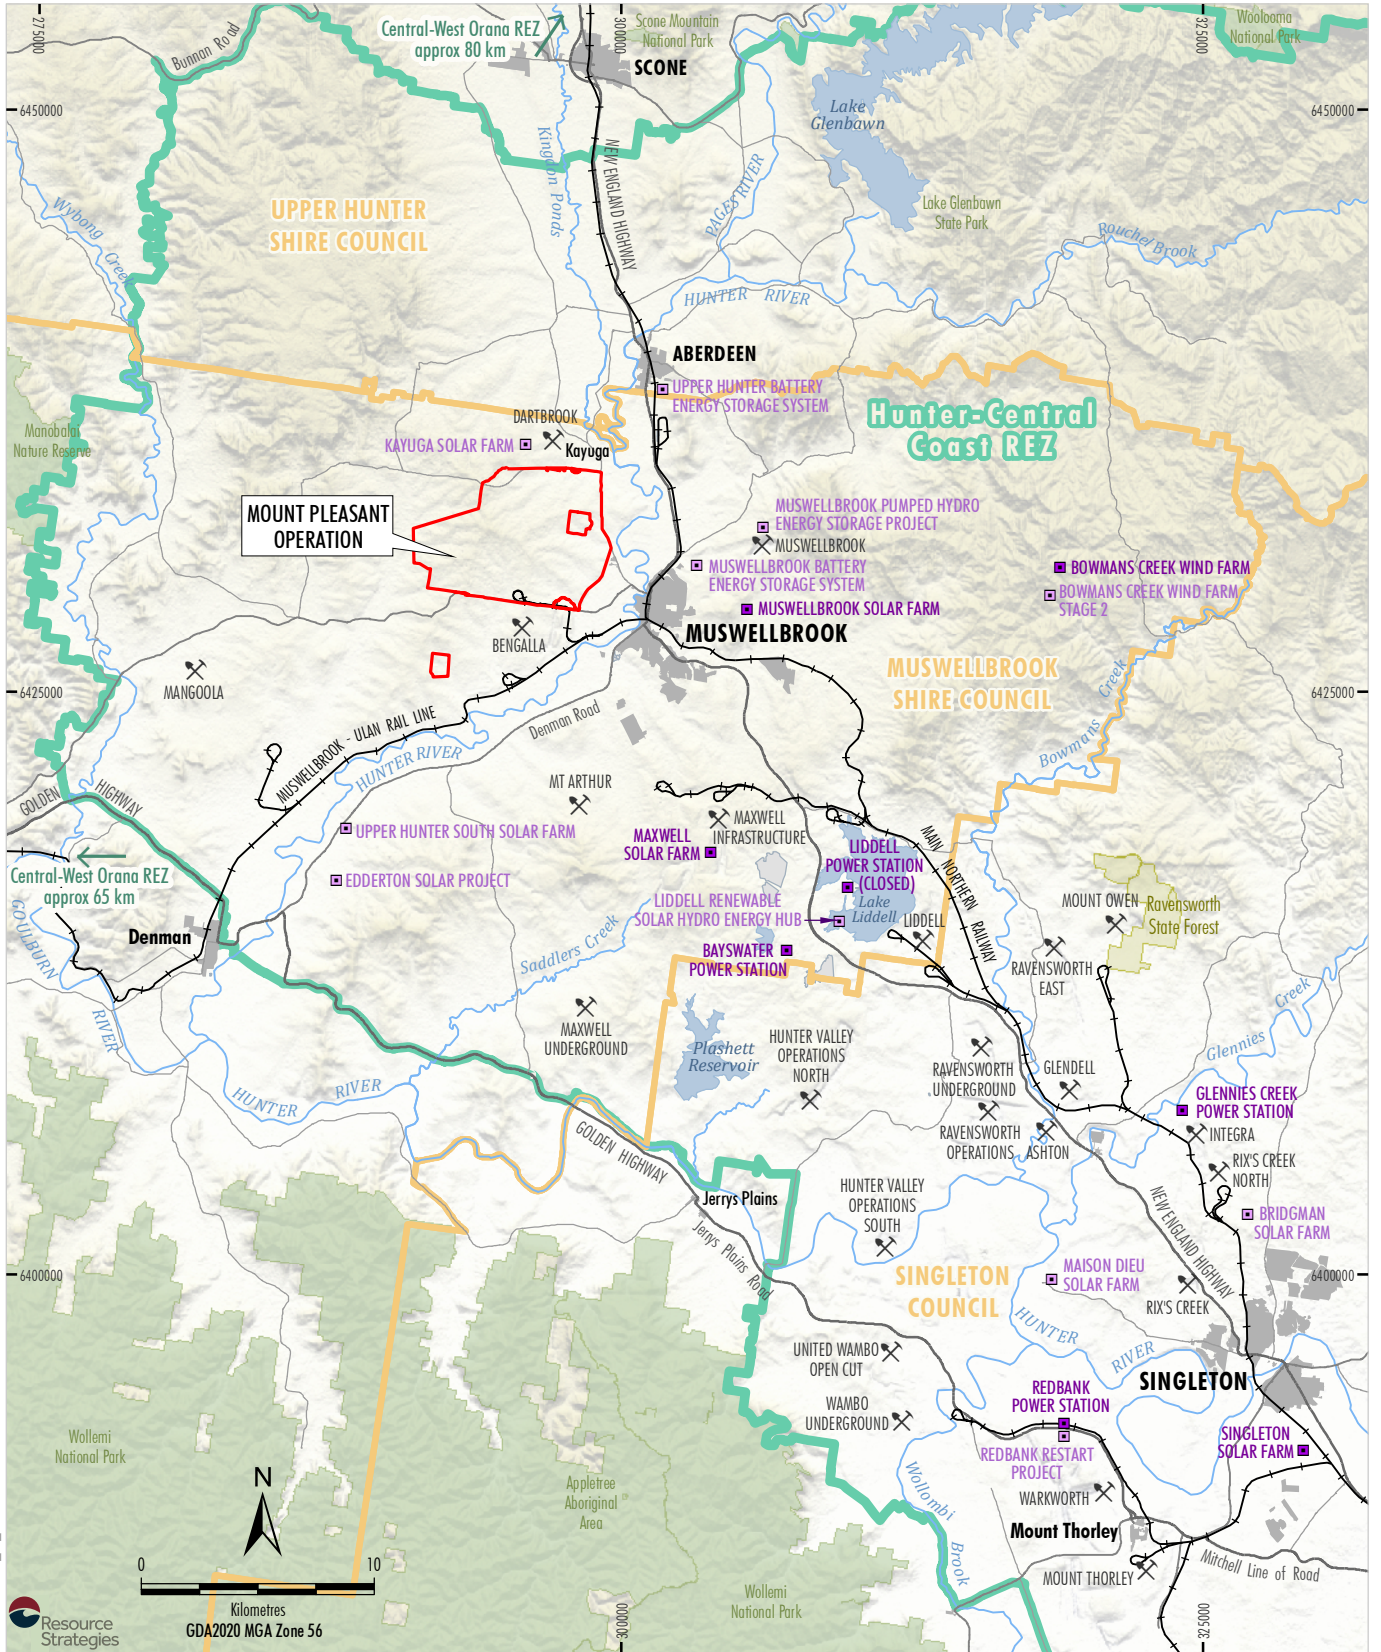 275000
300000
325000
Bunnan Road
Central-West Orana REZ
approx 80 km
Scone Mountain
National Park
Woolooma
National Park
SCONE
6450000
6450000
Lake
Glenbawn
Kingdon Ponds
NEW ENGLAND HIGHWAY
PAGES RIVER
Lake Glenbawn
State Park
Wybong Creek
UPPER HUNTER
SHIRE COUNCIL
Rouchel Brook
HUNTER RIVER
ABERDEEN
UPPER HUNTER BATTERY
ENERGY STORAGE SYSTEM
Hunter-Central
Coast REZ
DARTBROOK
KAYUGA SOLAR FARM
Kayuga
Manobalai
Nature Reserve
MOUNT PLEASANT
OPERATION
MUSWELLBROOK PUMPED HYDRO
ENERGY STORAGE PROJECT
MUSWELLBROOK
MUSWELLBROOK BATTERY
ENERGY STORAGE SYSTEM
BOWMANS CREEK WIND FARM
BOWMANS CREEK WIND FARM
STAGE 2
MUSWELLBROOK SOLAR FARM
BENGALLA
MUSWELLBROOK
MANGOOLA
MUSWELLBROOK
SHIRE COUNCIL
6425000
6425000
Denman Road
MUSWELLBROOK - ULAN RAIL LINE
HUNTER RIVER
Bowmans Creek
GOLDEN HIGHWAY
MT ARTHUR
MAXWELL
INFRASTRUCTURE
UPPER HUNTER SOUTH SOLAR FARM
MAXWELL
SOLAR FARM
LIDDELL
POWER STATION
(CLOSED)
MAIN NORTHERN RAILWAY
Central-West Orana REZ
approx 65 km
EDDERTON SOLAR PROJECT
LIDDELL RENEWABLE
SOLAR HYDRO ENERGY HUB
Lake
Liddell
LIDDELL
MOUNT OWEN
Ravensworth
State Forest
GOULBURN RIVER
Denman
Saddlers Creek
BAYSWATER
POWER STATION
RAVENSWORTH
EAST
MAXWELL
UNDERGROUND
Plashett
Reservoir
HUNTER VALLEY
OPERATIONS
NORTH
Glennies Creek
RAVENSWORTH
UNDERGROUND
GLENDELL
HUNTER RIVER
GLENNIES CREEK
POWER STATION
GOLDEN HIGHWAY
RAVENSWORTH
OPERATIONS
ASHTON
INTEGRA
RIX'S CREEK
NORTH
Jerrys Plains
HUNTER VALLEY
OPERATIONS
SOUTH
NEW ENGLAND HIGHWAY
BRIDGMAN
SOLAR FARM
Jerrys Plains Road
MAISON DIEU
SOLAR FARM
6400000
6400000
SINGLETON
COUNCIL
RIX'S CREEK
HUNTER RIVER
UNITED WAMBO
OPEN CUT
SINGLETON
REDBANK
POWER STATION
WAMBO
UNDERGROUND
SINGLETON
SOLAR FARM
REDBANK RESTART
PROJECT
Wollemi
National Park
Appletree
Aboriginal
Area
Wollombi Brook
WARKWORTH
Mount Thorley
MOUNT THORLEY
Mitchell Line of Road
Wollemi
National Park
N
0 10
Kilometres
GDA2020 MGA Zone 56
Resource
Strategies
300000
325000